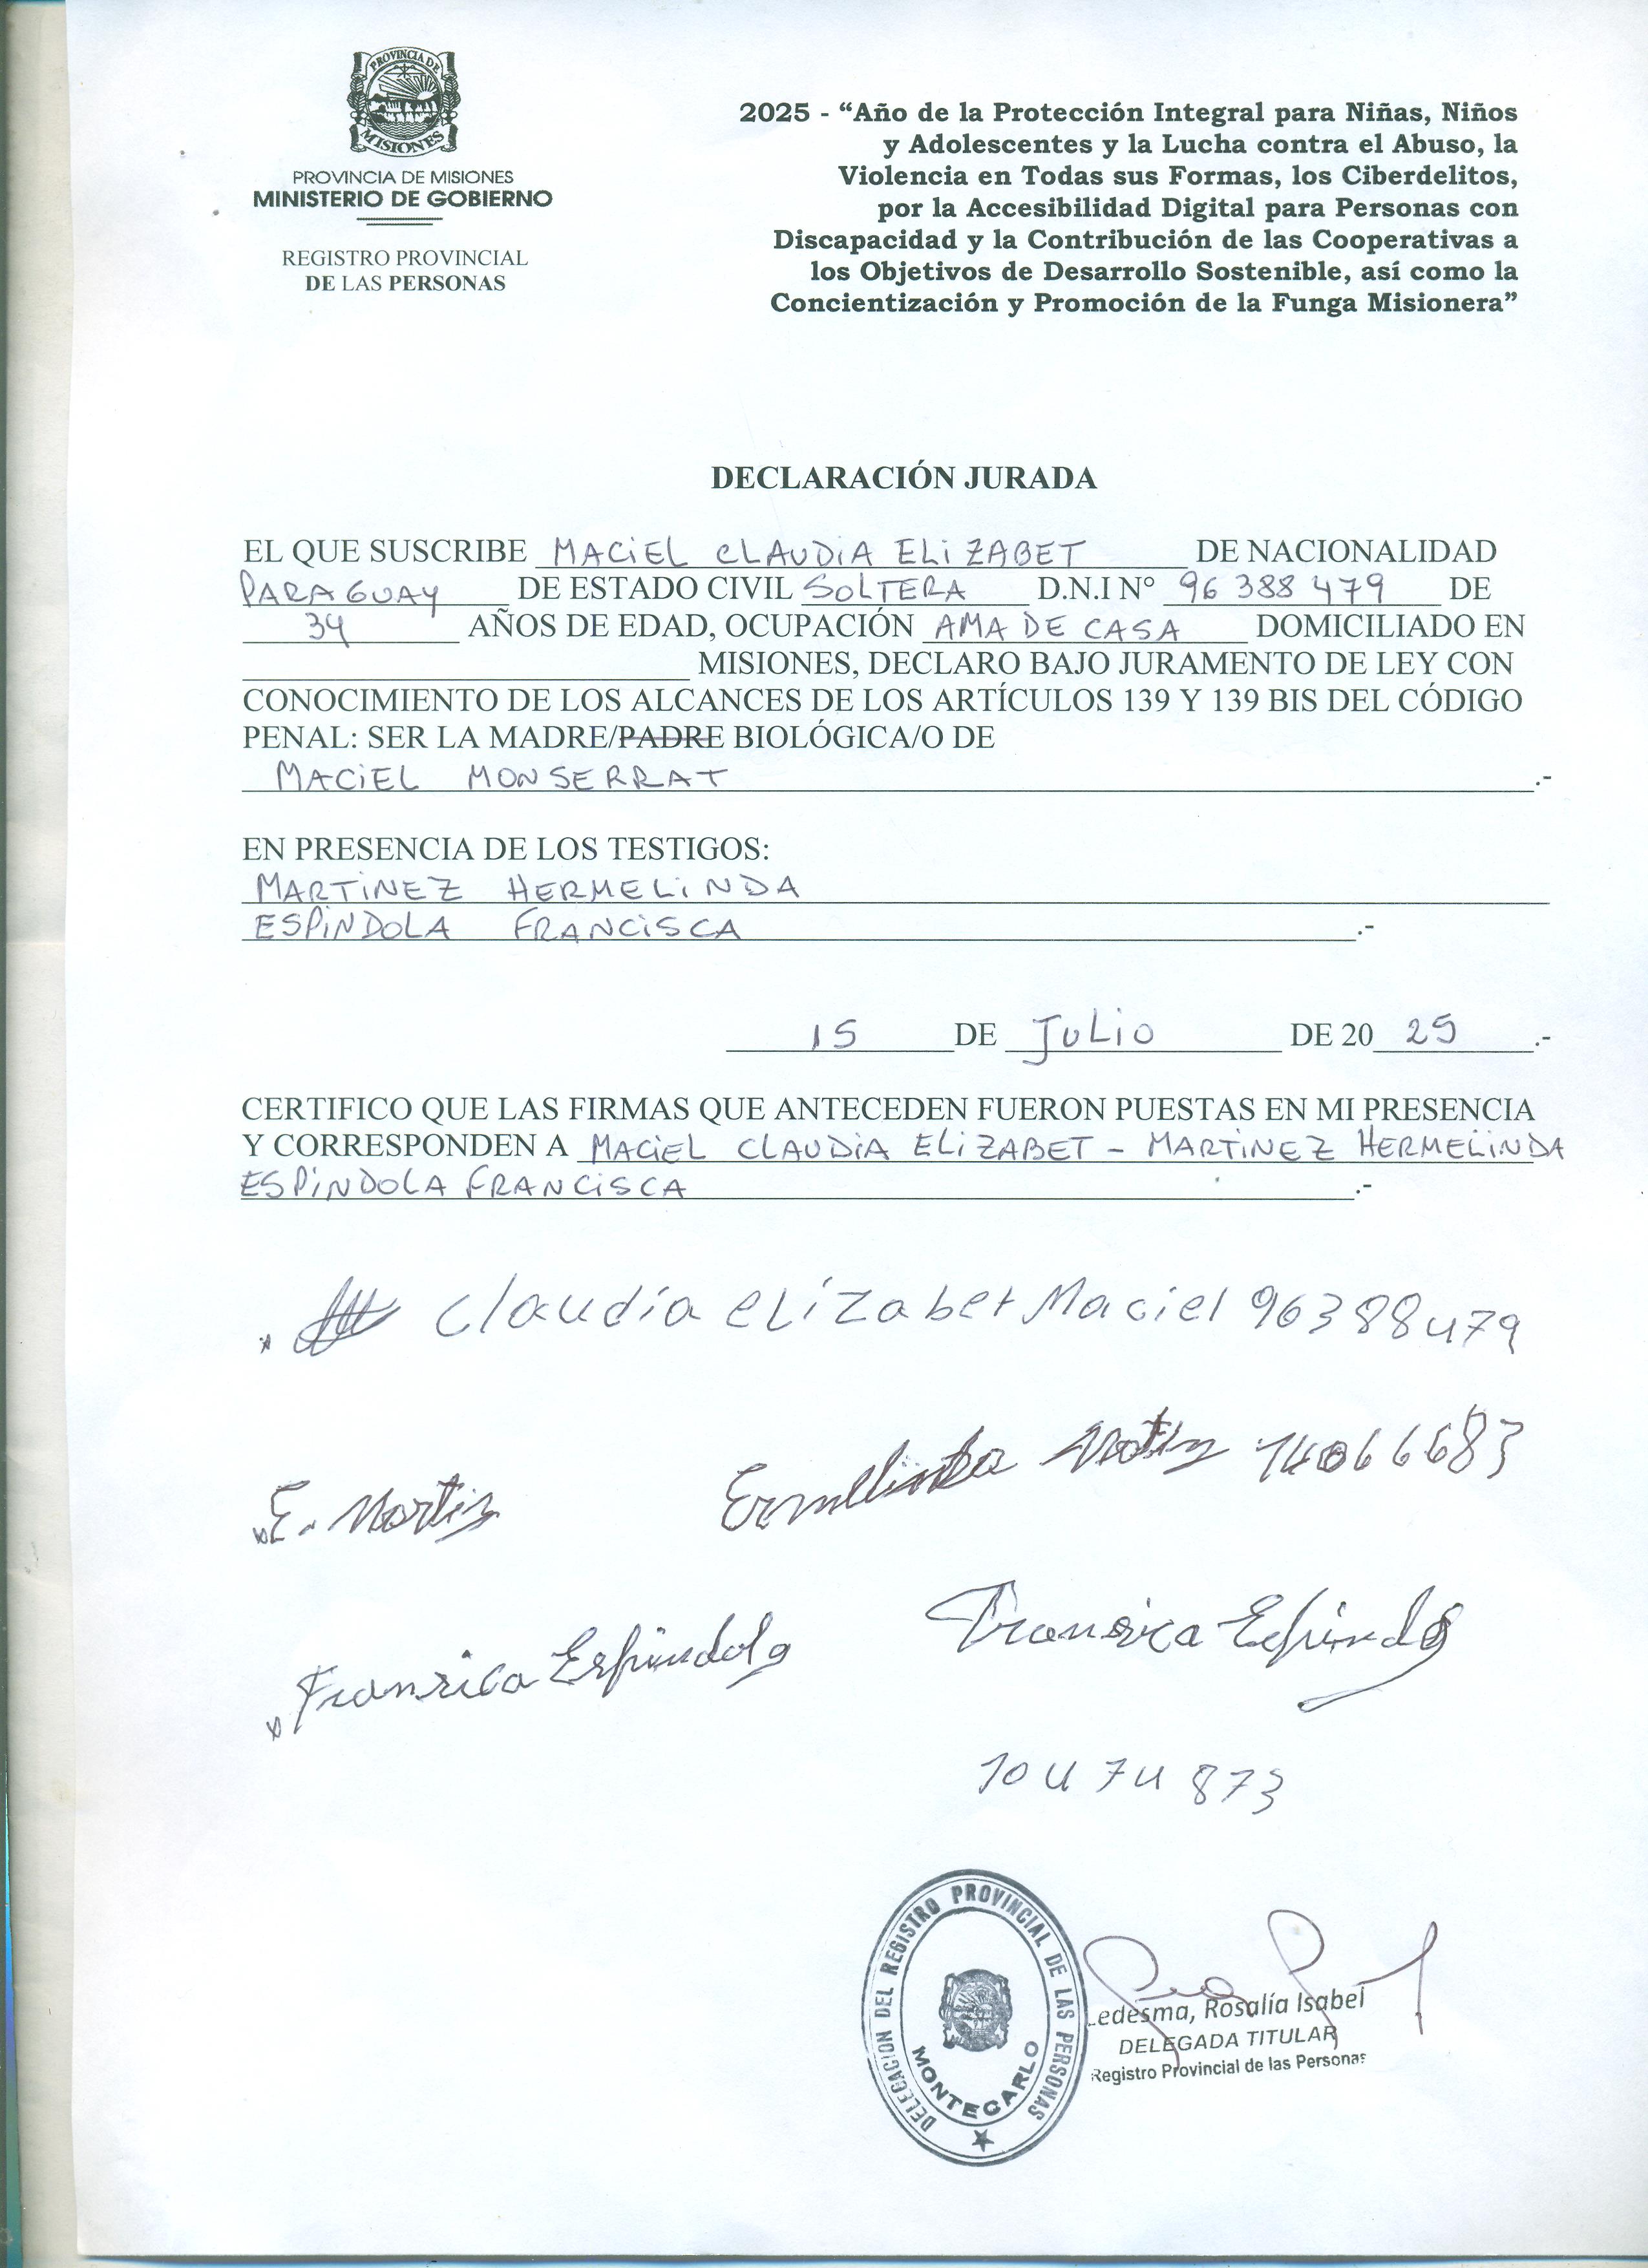 PROVINCIA DE
MISIONES
PROVINCIA DE MISIONES
MINISTERIO DE GOBIERNO
REGISTRO PROVINCIAL
DE LAS PERSONAS
2025 - “Año de la Protección Integral para Niñas, Niños
y Adolescentes y la Lucha contra el Abuso, la
Violencia en Todas sus Formas, los Ciberdelitos,
por la Accesibilidad Digital para Personas con
Discapacidad y la Contribución de las Cooperativas a
los Objetivos de Desarrollo Sostenible, así como la
Concientización y Promoción de la Funga Misionera”
DECLARACIÓN JURADA
EL QUE SUSCRIBE MACIEL CLAUDIA ELIZABET DE NACIONALIDAD
PARAGUAY DE ESTADO CIVIL SOLTERA D.N.I N° 96 388 479 DE
34 AÑOS DE EDAD, OCUPACIÓN AMA DE CASA DOMICILIADO EN
MISIONES, DECLARO BAJO JURAMENTO DE LEY CON
CONOCIMIENTO DE LOS ALCANCES DE LOS ARTÍCULOS 139 Y 139 BIS DEL CÓDIGO
PENAL: SER LA MADRE/PADRE BIOLÓGICA/O DE
MACIEL MONSERRAT .-
EN PRESENCIA DE LOS TESTIGOS:
MARTINEZ HERMELINDA
ESPINDOLA FRANCISCA .-
15 DE JULIO DE 20 25 .-
CERTIFICO QUE LAS FIRMAS QUE ANTECEDEN FUERON PUESTAS EN MI PRESENCIA
Y CORRESPONDEN A MACIEL CLAUDIA ELIZABET - MARTINEZ HERMELINDA
ESPINDOLA FRANCISCA .-
Claudia Elizabet Maciel 96388479
E. Martin 14066683
Fransica Espindola Fransica Espindola
10474873
DELEGACION DEL REGISTRO PROVINCIAL DE LAS PERSONAS
MONTECARLO
Ledesma, Rosalía Isabel
DELEGADA TITULAR
Registro Provincial de las Personas